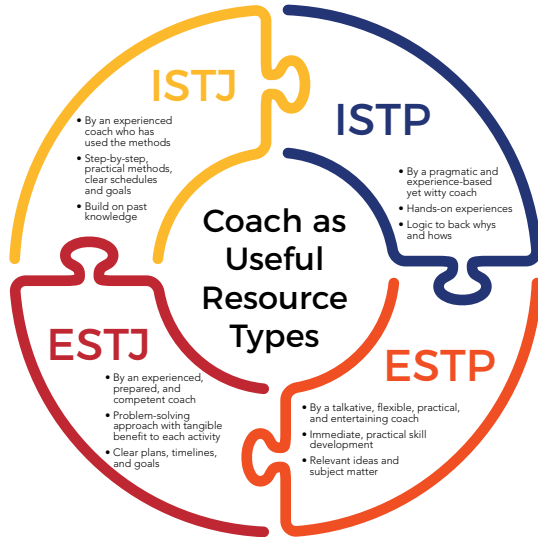 ISTJ
• By an experienced
coach who has
used the methods
• Step-by-step,
practical methods,
clear schedules
and goals
• Build on past
knowledge
ISTP
• By a pragmatic and
experience-based
yet witty coach
• Hands-on experiences
• Logic to back whys
and hows
Coach as
Useful
Resource
Types
ESTJ
• By an experienced,
prepared, and
competent coach
• Problem-solving
approach with tangible
benefit to each activity
• Clear plans, timelines,
and goals
ESTP
• By a talkative, flexible, practical,
and entertaining coach
• Immediate, practical skill
development
• Relevant ideas and
subject matter